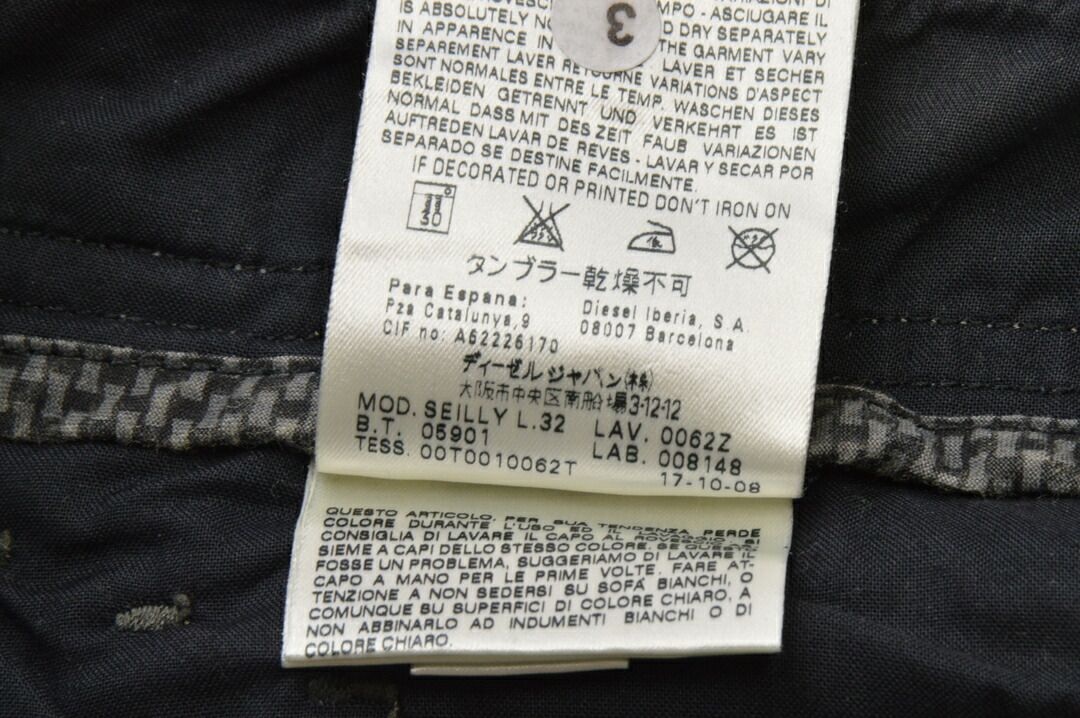 MPO - ASCIUGARE IL
IS ABSOLUTELY NO D DRY SEPARATELY
IN APPARENCE IN THE GARMENT VARY
SEPAREMENT LAVER RETOURNE LAVER ET SECHER
SONT NORMALES ENTRE LE TEMP. VARIATIONS D'ASPECT
BEKLEIDEN GETRENNT UND WASCHEN DIESES
NORMAL DASS MIT DES ZEIT VERKEHRT ES IST
AUFTREDEN LAVAR DE REVES - FAUB VARIAZIONEN
SEPARADO SE DESTINE FACILMENTE. LAVAR Y SECAR POR
IF DECORATED OR PRINTED DON'T IRON ON
3
タンブラー乾燥不可
Para Espana: Diesel Iberia, S.A.
Pza Catalunya,9 08007 Barcelona
CIF no: A62226170
ディーゼルジャパン(株)
大阪市中央区南船場3-12-12
MOD. SEILLY L.32 LAV. 0062Z
B.T. 05901 LAB. 008148
TESS. 00T0010062T 17-10-08
QUESTO ARTICOLO, PER SUA TENDENZA, PERDE
COLORE DURANTE L'USO ED IL
CONSIGLIA DI LAVARE IL CAPO AL ROVESCIO, SI
SIEME A CAPI DELLO STESSO COLORE. SE QUESTO
FOSSE UN PROBLEMA, SUGGERIAMO DI LAVARE IL
CAPO A MANO PER LE PRIME VOLTE. FARE AT-
TENZIONE A NON SEDERSI SU SOFA' BIANCHI, O
COMUNQUE SU SUPERFICI DI COLORE CHIARO, A
NON ABBINARLO AD INDUMENTI BIANCHI O DI
COLORE CHIARO.